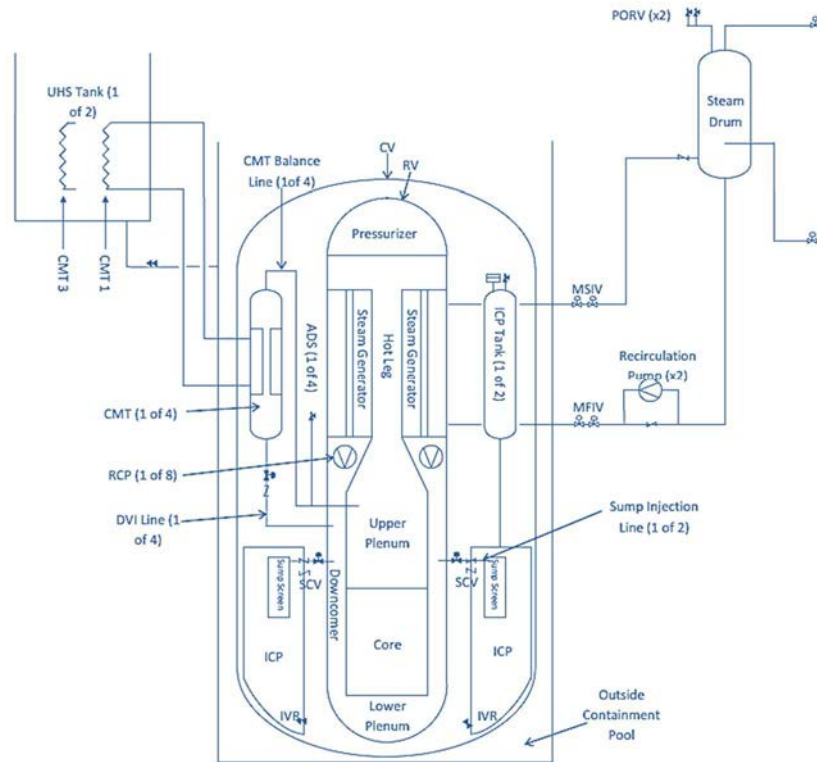 PORV (x2)
Steam
Drum
UHS Tank (1
of 2)
CMT 3
CMT 1
CMT Balance
Line (1of 4)
CV
RV
Pressurizer
ADS (1 of 4)
Steam Generator
Hot Leg
Steam Generator
ICP Tank (1 of 2)
MSIV
Recirculation
Pump (x2)
MFIV
CMT (1 of 4)
RCP (1 of 8)
DVI Line (1
of 4)
Upper
Plenum
Sump Injection
Line (1 of 2)
SCV
SCV
Sump Screen
Sump Screen
Downcomer
ICP
Core
ICP
IVR
Lower
Plenum
IVR
Outside
Containment
Pool